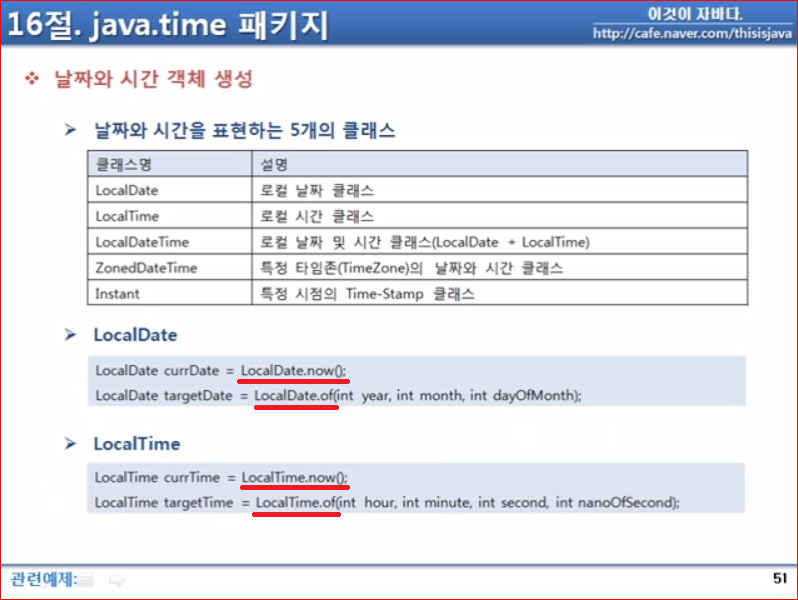 16절. java.time 패키지
이것이 자바다.
http://cafe.naver.com/thisisjava
날짜와 시간 객체 생성
날짜와 시간을 표현하는 5개의 클래스
클래스명 설명
LocalDate 로컬 날짜 클래스
LocalTime 로컬 시간 클래스
LocalDateTime 로컬 날짜 및 시간 클래스(LocalDate + LocalTime)
ZonedDateTime 특정 타임존(TimeZone)의 날짜와 시간 클래스
Instant 특정 시점의 Time-Stamp 클래스
LocalDate
LocalDate currDate = LocalDate.now();
LocalDate targetDate = LocalDate.of(int year, int month, int dayOfMonth);
LocalTime
LocalTime currTime = LocalTime.now();
LocalTime targetTime = LocalTime.of(int hour, int minute, int second, int nanoOfSecond);
관련예제:
51